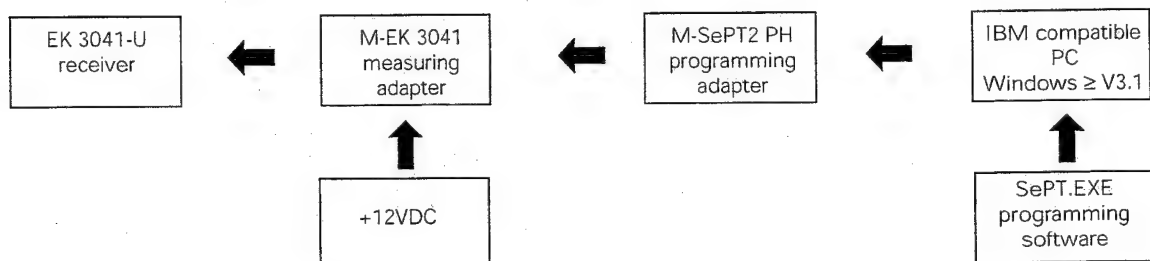 EK 3041-U
receiver
M-EK 3041
measuring
adapter
M-SePT2 PH
programming
adapter
IBM compatible
PC
Windows ≥ V3.1
+12VDC
SePT.EXE
programming
software